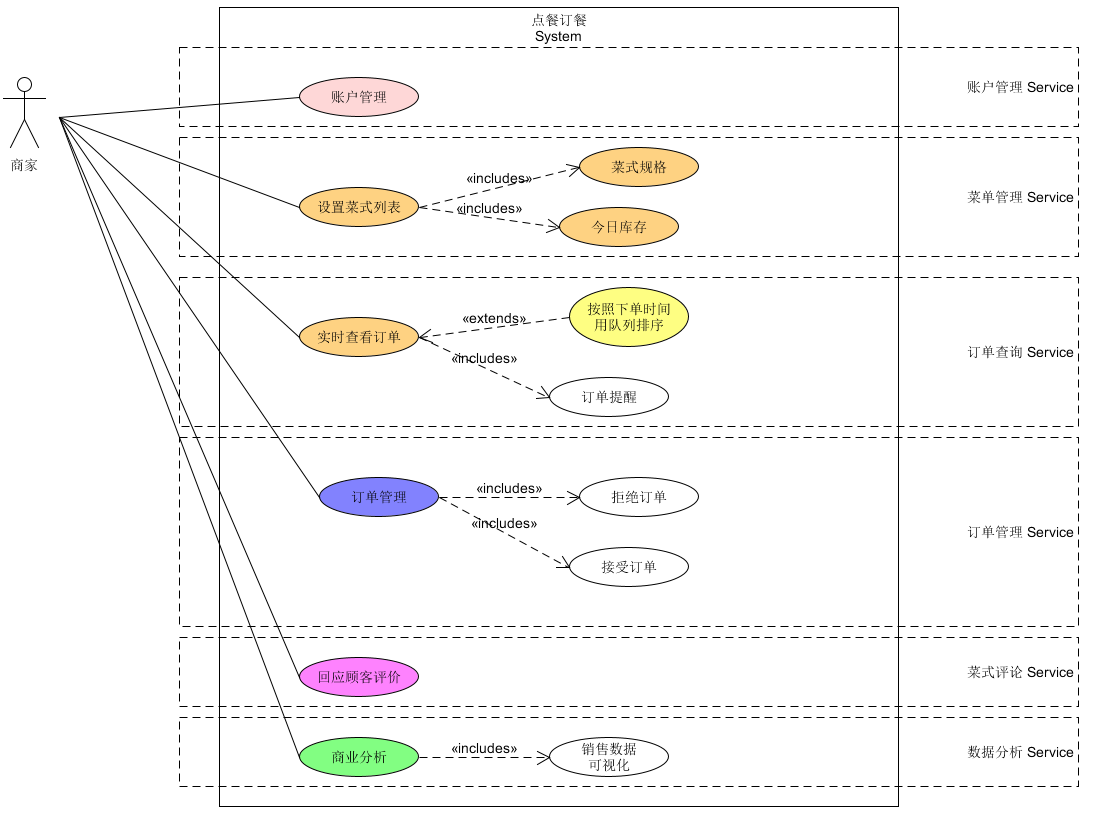 点餐订餐
System
商家
账户管理
账户管理 Service
设置菜式列表
«includes»
菜式规格
«includes»
今日库存
菜单管理 Service
实时查看订单
«extends»
按照下单时间
用队列排序
«includes»
订单提醒
订单查询 Service
订单管理
«includes»
拒绝订单
«includes»
接受订单
订单管理 Service
回应顾客评价
菜式评论 Service
商业分析
«includes»
销售数据
可视化
数据分析 Service